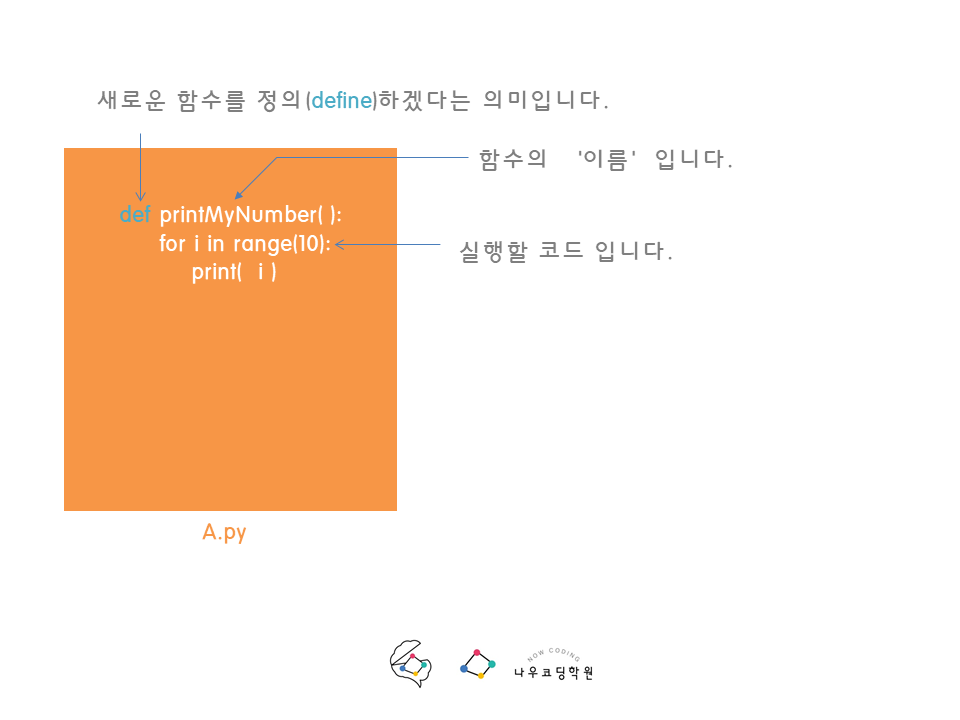 새로운 함수를 정의(define)하겠다는 의미입니다.
함수의 '이름' 입니다.
def printMyNumber( ):
for i in range(10):
실행할 코드 입니다.
print( i )
A.py
NOW CODING
나우코딩학원